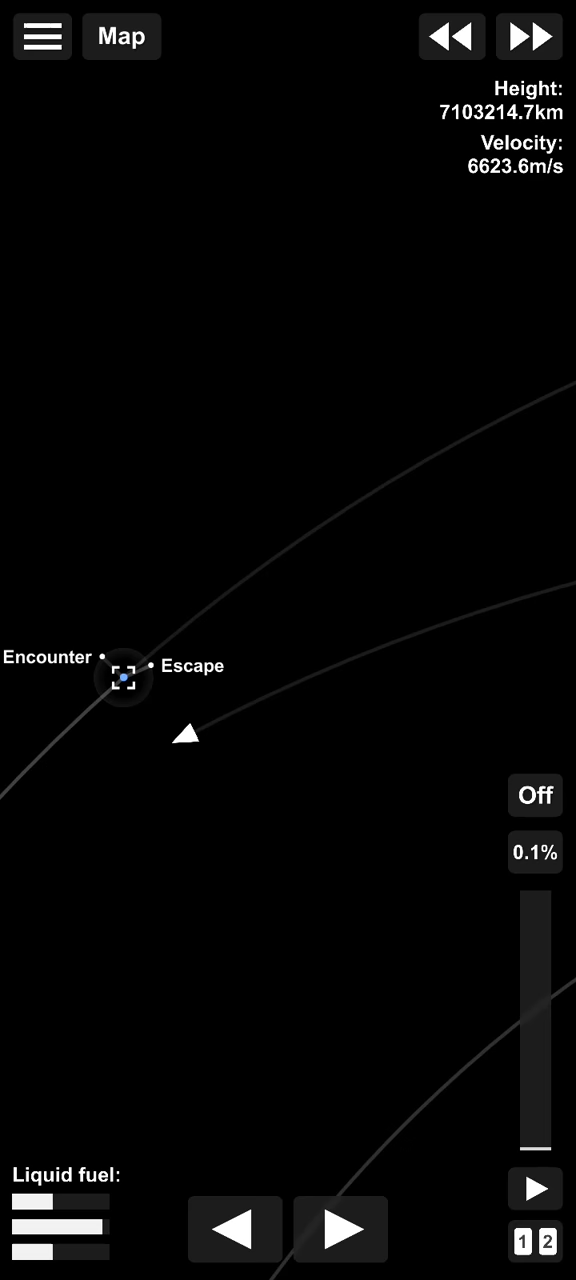 Map
Height:
7103214.7km
Velocity:
6623.6m/s
Encounter
Escape
Off
0.1%
Liquid fuel:
1 2